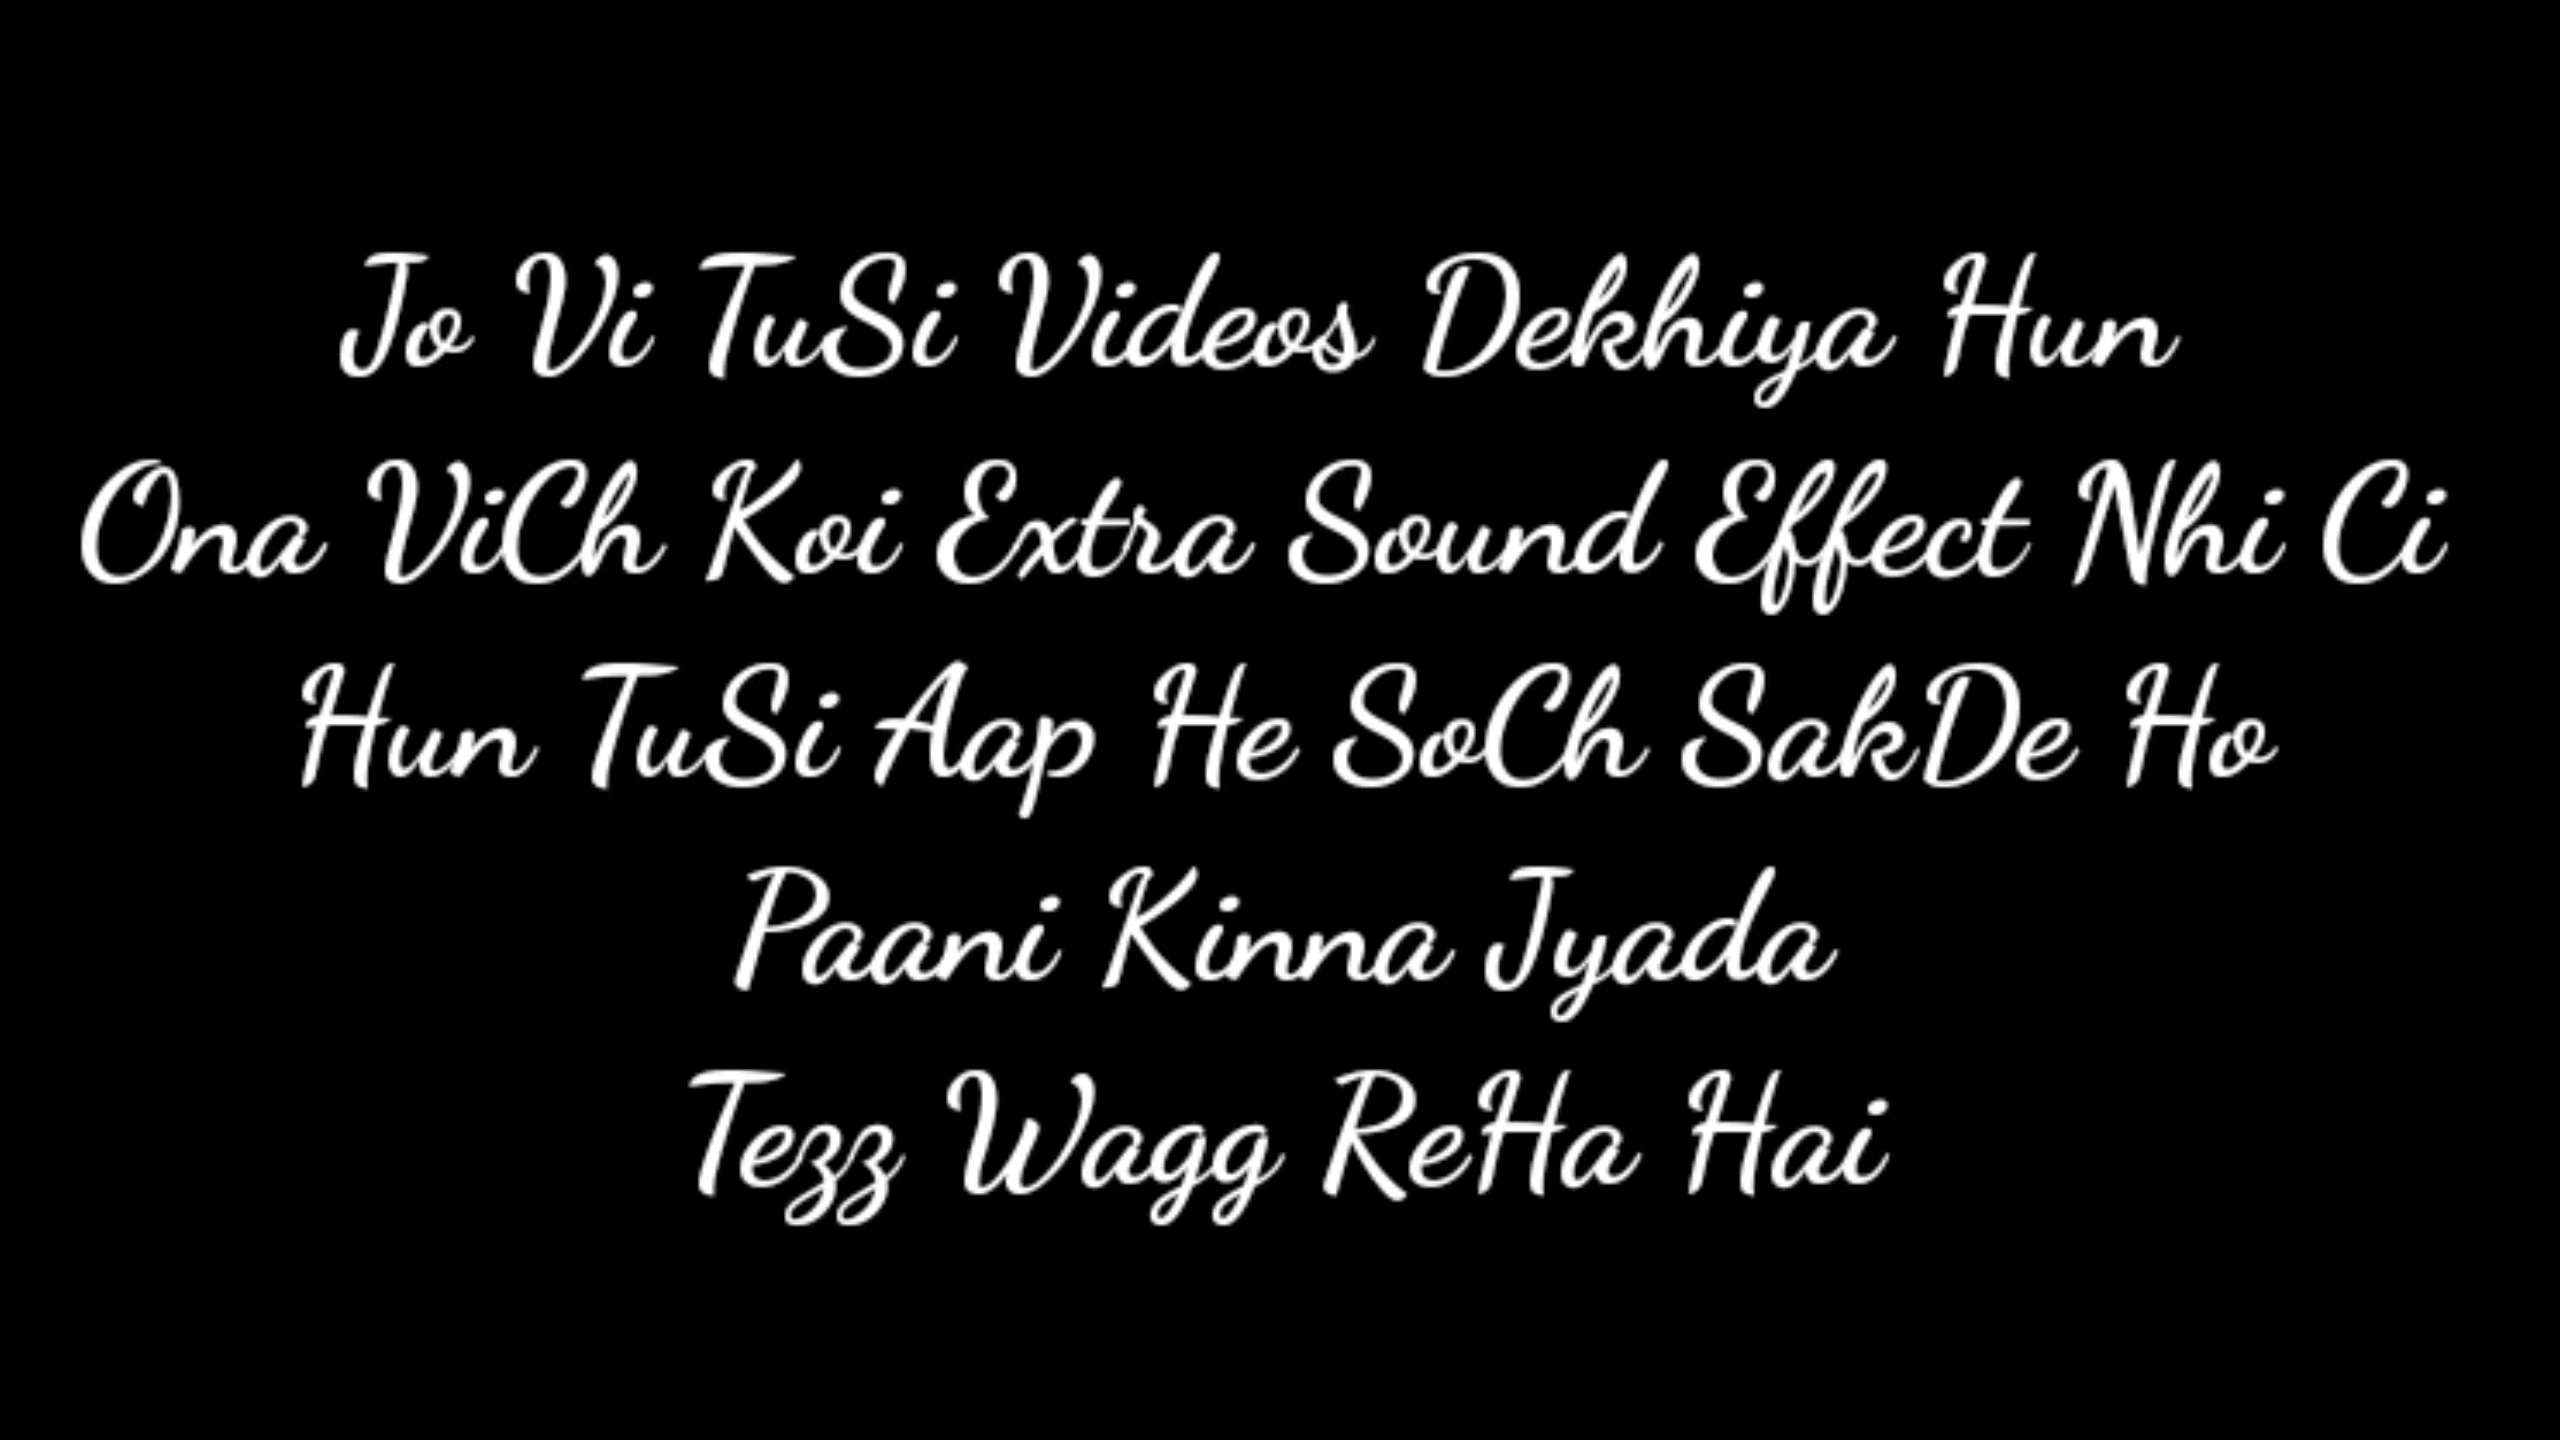 Jo Vi TuSi Videos Dekhiya Hun
Ona ViCh Koi Extra Sound Effect Nhi Ci
Hun TuSi Aap He SoCh SakDe Ho
Paani Kinna Jyada
Tezz Wagg ReHa Hai